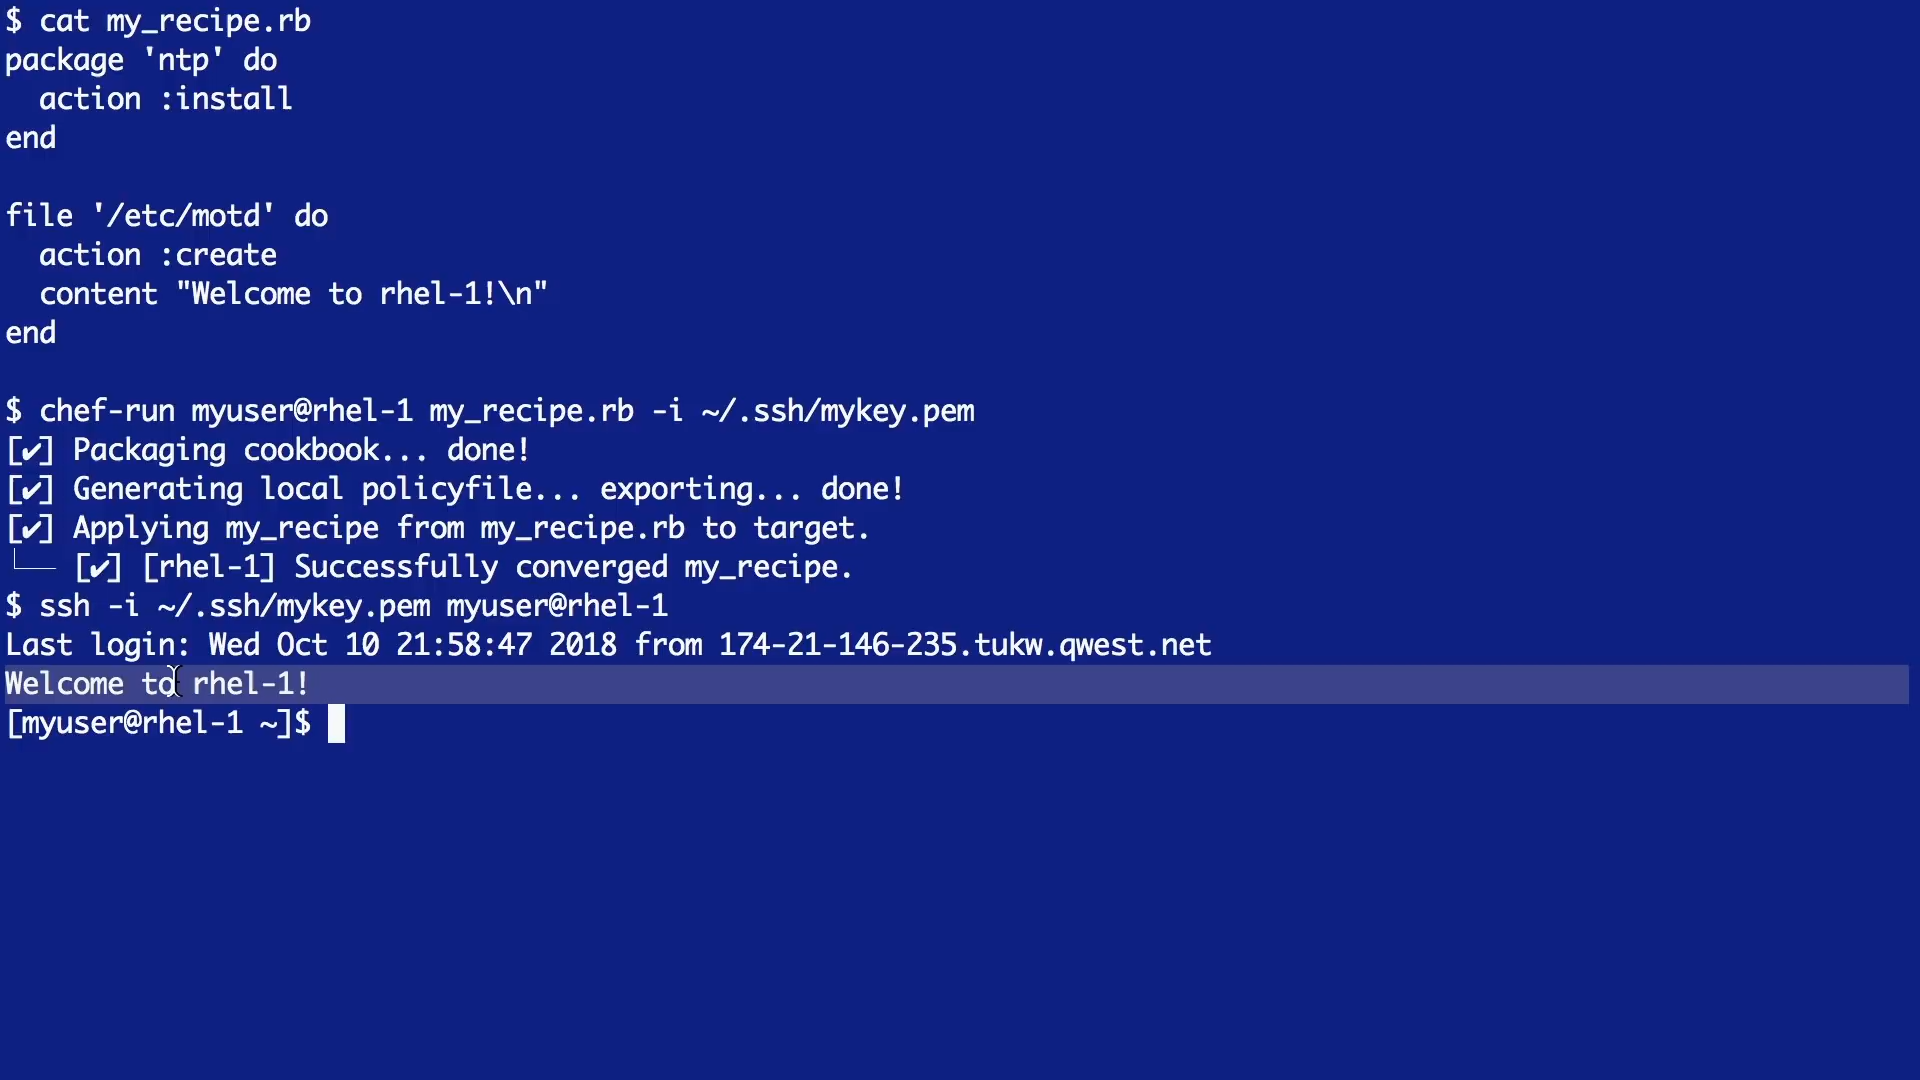 $ cat my_recipe.rb
package 'ntp' do
  action :install
end
file '/etc/motd' do
  action :create
  content "Welcome to rhel-1!\n"
end
$ chef-run myuser@rhel-1 my_recipe.rb -i ~/.ssh/mykey.pem
[✔] Packaging cookbook... done!
[✔] Generating local policyfile... exporting... done!
[✔] Applying my_recipe from my_recipe.rb to target.
└── [✔] [rhel-1] Successfully converged my_recipe.
$ ssh -i ~/.ssh/mykey.pem myuser@rhel-1
Last login: Wed Oct 10 21:58:47 2018 from 174-21-146-235.tukw.qwest.net
Welcome to rhel-1!
[myuser@rhel-1 ~]$